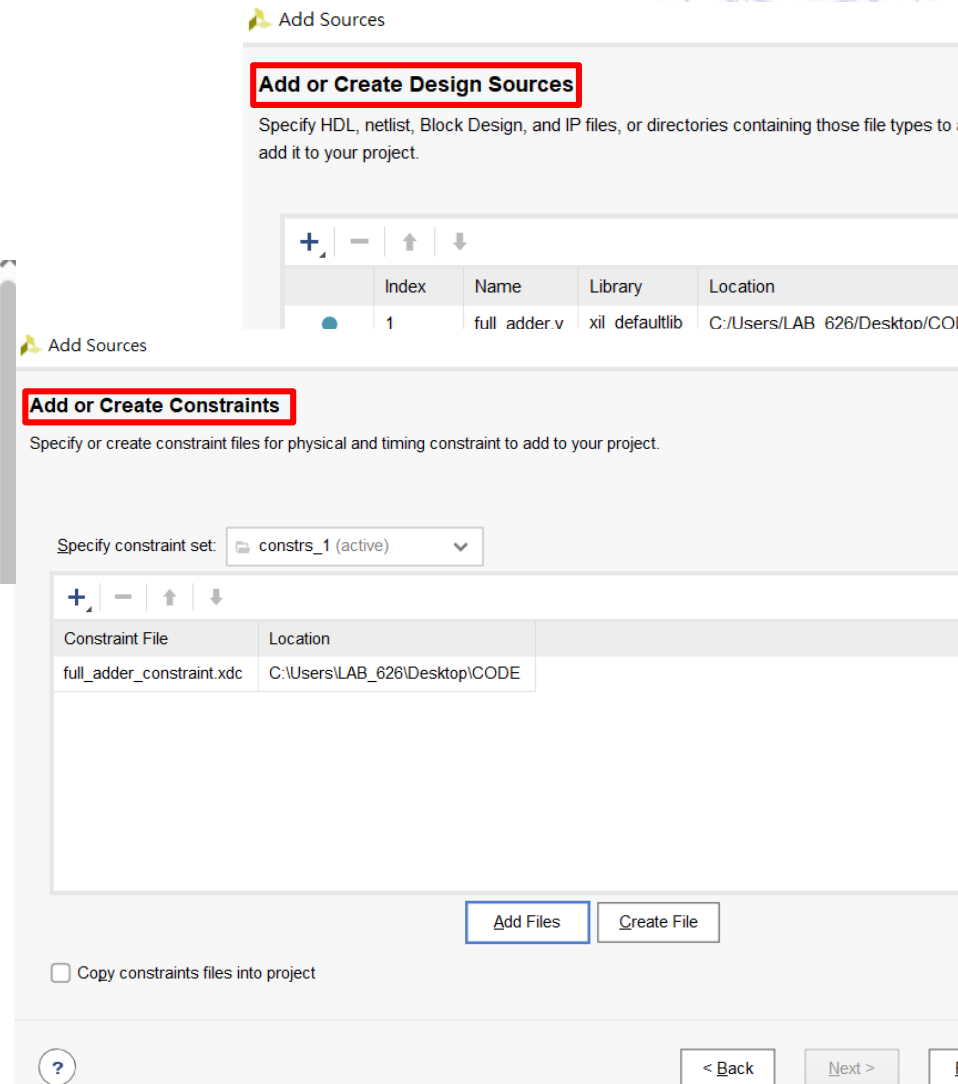 Add Sources
Add or Create Design Sources
Specify HDL, netlist, Block Design, and IP files, or directories containing those file types to
add it to your project.
Index Name Library Location
1 full_adder.v xil_defaultlib C:/Users/LAB_626/Desktop/COD
Add Sources
Add or Create Constraints
Specify or create constraint files for physical and timing constraint to add to your project.
Specify constraint set: constrs_1 (active)
Constraint File Location
full_adder_constraint.xdc C:\Users\LAB_626\Desktop\CODE
Add Files Create File
Copy constraints files into project
? < Back Next >